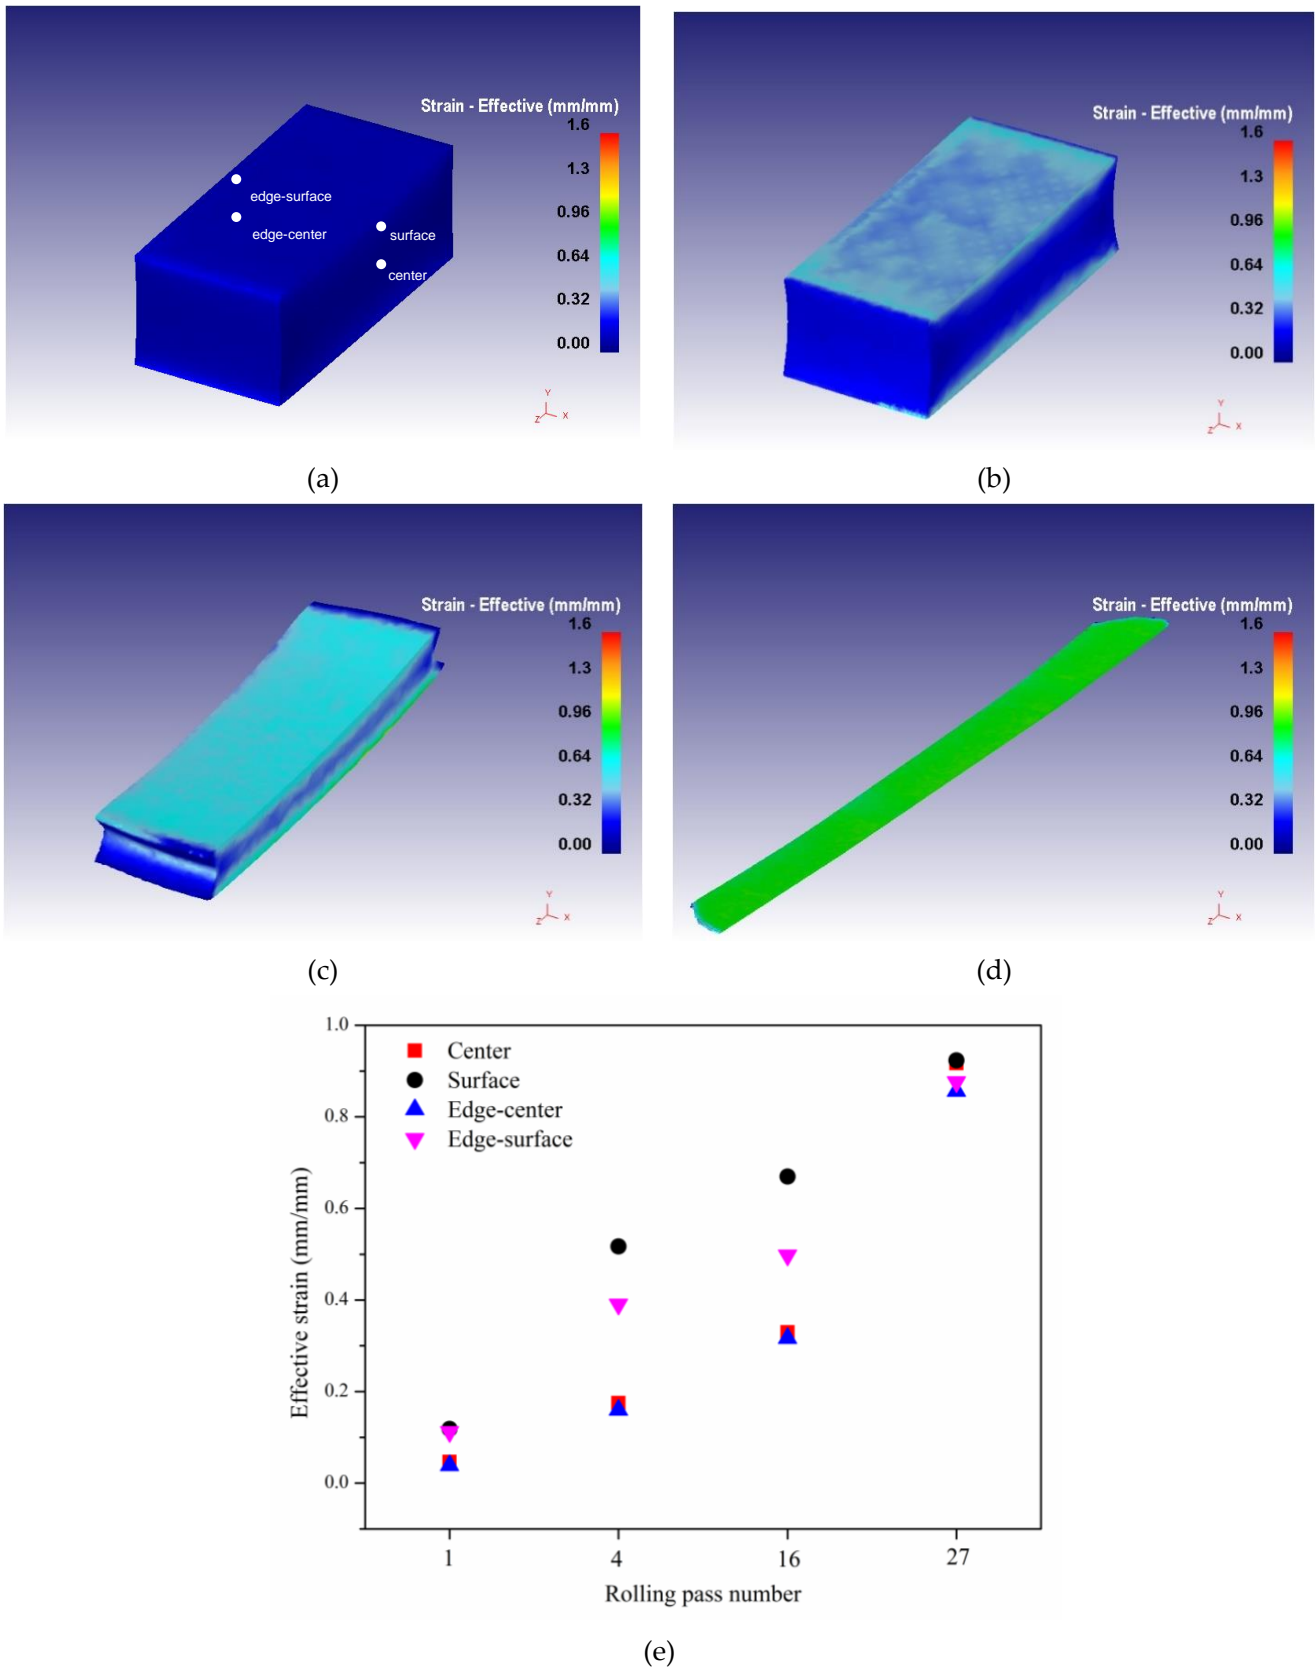 Strain - Effective (mm/mm)
1.6
1.3
0.96
0.64
0.32
0.00
edge-surface
edge-center
surface
center
Y
Z
X
(a)
Strain - Effective (mm/mm)
1.6
1.3
0.96
0.64
0.32
0.00
Y
Z
X
(b)
Strain - Effective (mm/mm)
1.6
1.3
0.96
0.64
0.32
0.00
Y
Z
X
(c)
Strain - Effective (mm/mm)
1.6
1.3
0.96
0.64
0.32
0.00
Y
Z
X
(d)
Center
Surface
Edge-center
Edge-surface
Effective strain (mm/mm)
1.0
0.8
0.6
0.4
0.2
0.0
1
4
16
27
Rolling pass number
(e)